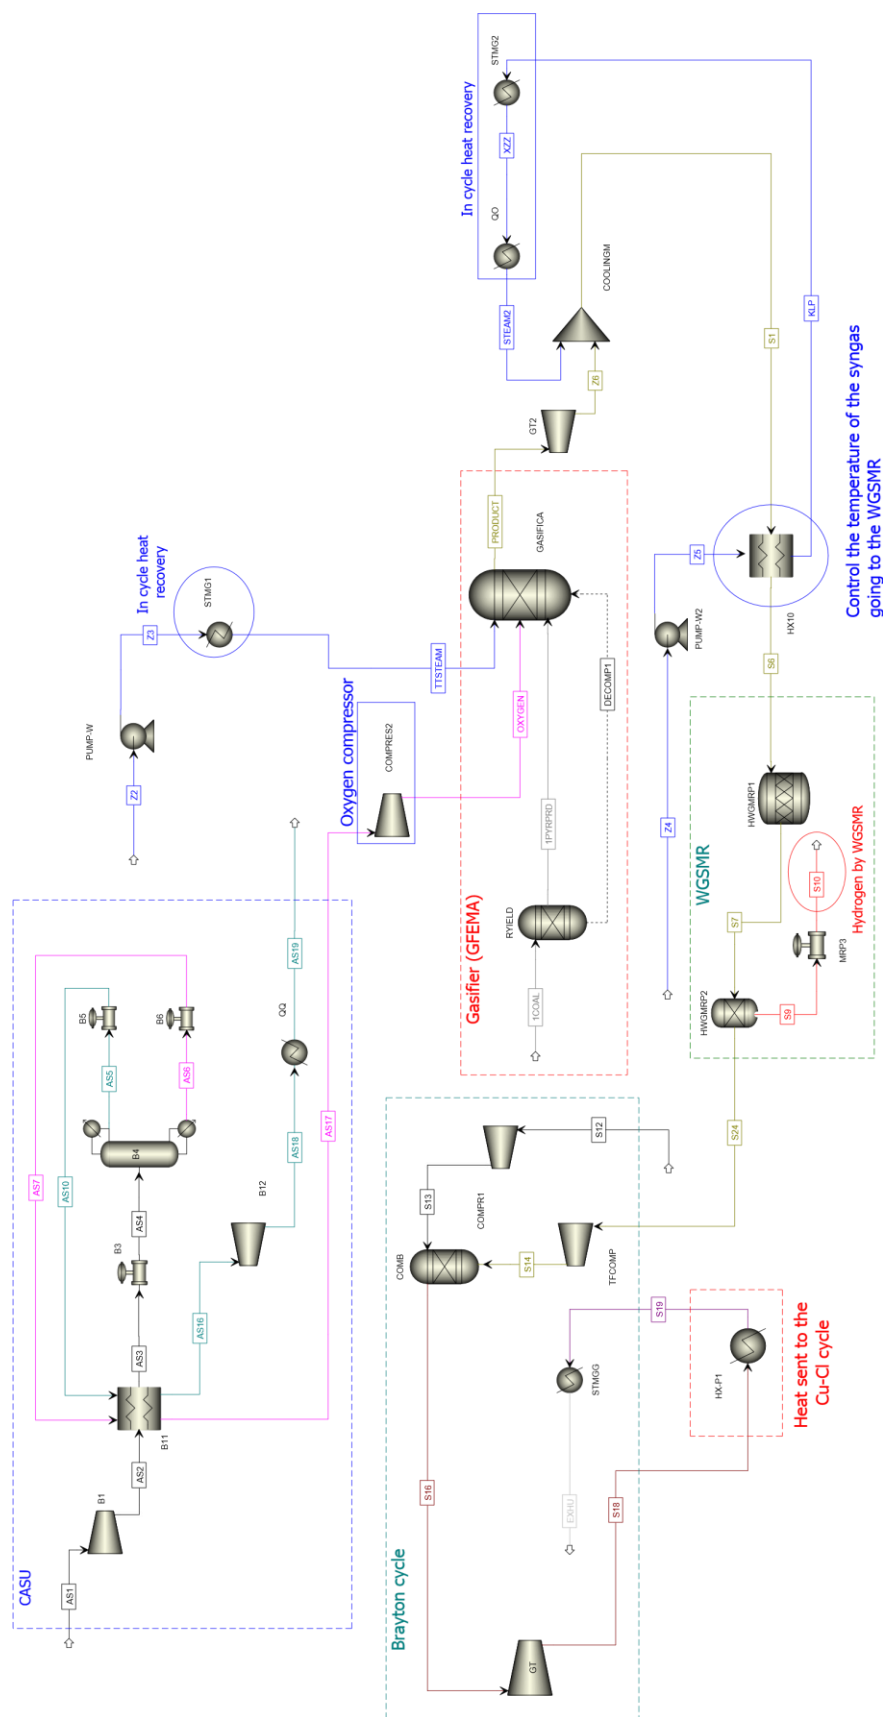 CASU
AS1
B1
AS2
B11
AS3
B3
AS4
B4
AS5
B5
AS6
B6
AS7
AS10
AS16
B12
AS18
QQ
AS19
AS17
Z2
PUMP-W
Z3
In cycle heat
recovery
STMG1
TTSTEAM
Oxygen compressor
COMPRES2
OXYGEN
Gasifier (GFEMA)
1COAL
RYIELD
1PYRPRD
DECOMP1
GASIFICA
PRODUCT
GT2
Z6
COOLINGM
In cycle heat recovery
STMG2
XZZ
QO
STEAM2
S1
KLP
Z4
PUMP-W2
Z5
HX10
S6
Control the temperature of the syngas
going to the WGSMR
WGSMR
HWGMRP1
S7
HWGMRP2
S9
MRP3
S10
Hydrogen by WGSMR
S24
Brayton cycle
S12
COMPR1
S13
COMB
TFCOMP
S14
S16
GT
S18
HX-P1
S19
STMGG
EXHU
Heat sent to the
Cu-Cl cycle